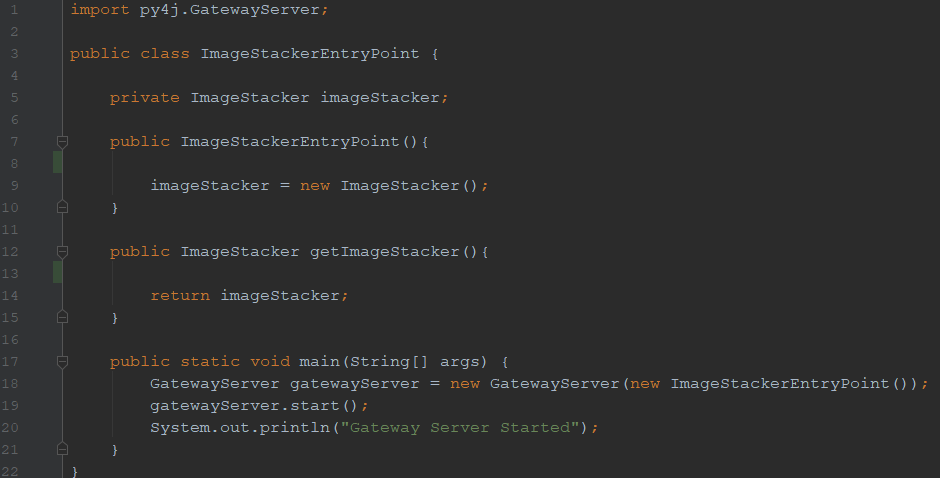 1 import py4j.GatewayServer;
2
3 public class ImageStackerEntryPoint {
4
5     private ImageStacker imageStacker;
6
7     public ImageStackerEntryPoint(){
8
9         imageStacker = new ImageStacker();
10     }
11
12     public ImageStacker getImageStacker(){
13
14         return imageStacker;
15     }
16
17     public static void main(String[] args) {
18         GatewayServer gatewayServer = new GatewayServer(new ImageStackerEntryPoint());
19         gatewayServer.start();
20         System.out.println("Gateway Server Started");
21     }
22 }